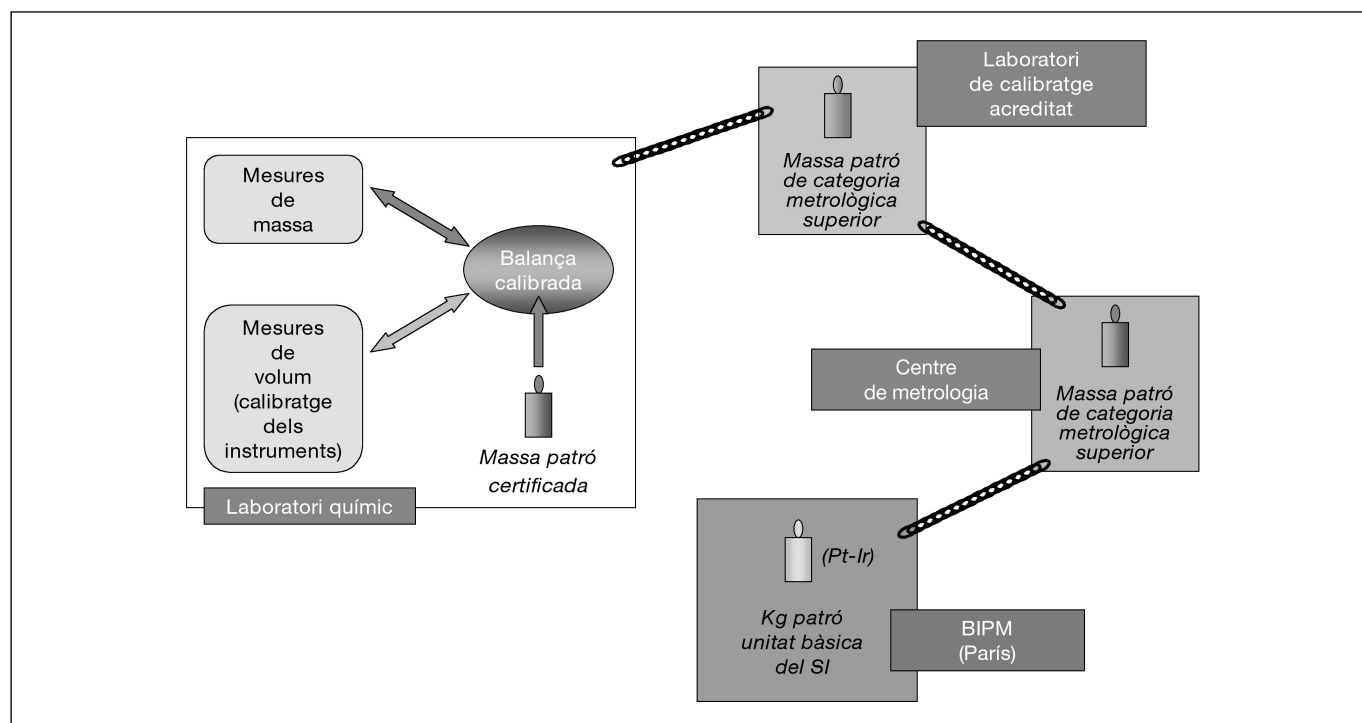 Mesures
de
massa
Mesures
de
volum
(calibratge
dels
instruments)
Balança
calibrada
Massa patró
certificada
Laboratori químic
Laboratori
de calibratge
acreditat
Massa patró
de categoria
metrològica
superior
Centre
de metrologia
Massa patró
de categoria
metrològica
superior
(Pt-Ir)
Kg patró
unitat bàsica
del SI
BIPM
(París)